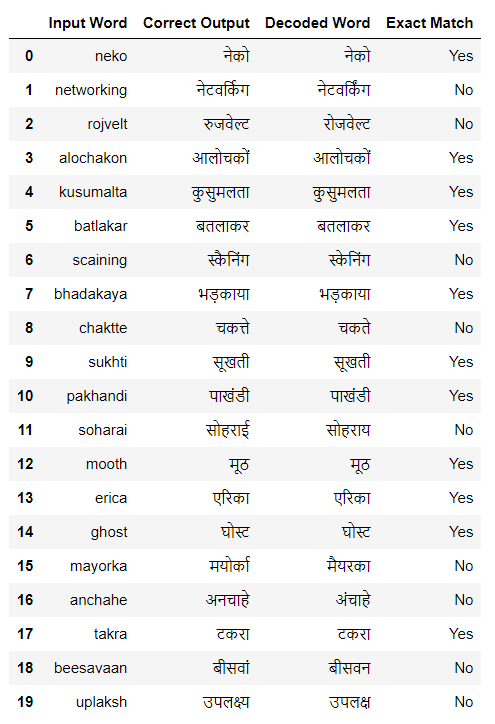 Input Word Correct Output Decoded Word Exact Match
0 neko नेको नेको Yes
1 networking नेटवर्किग नेटवर्किंग No
2 rojvelt रुजवेल्ट रोजवेल्ट No
3 alochakon आलोचकों आलोचकों Yes
4 kusumalta कुसुमलता कुसुमलता Yes
5 batlakar बतलाकर बतलाकर Yes
6 scaining स्कैनिंग स्केनिंग No
7 bhadakaya भड़काया भड़काया Yes
8 chaktte चकत्ते चकते No
9 sukhti सूखती सूखती Yes
10 pakhandi पाखंडी पाखंडी Yes
11 soharai सोहराई सोहराय No
12 mooth मूठ मूठ Yes
13 erica एरिका एरिका Yes
14 ghost घोस्ट घोस्ट Yes
15 mayorka मयोर्का मैयरका No
16 anchahe अनचाहे अंचाहे No
17 takra टकरा टकरा Yes
18 beesavaan बीसवां बीसवन No
19 uplaksh उपलक्ष्य उपलक्ष No